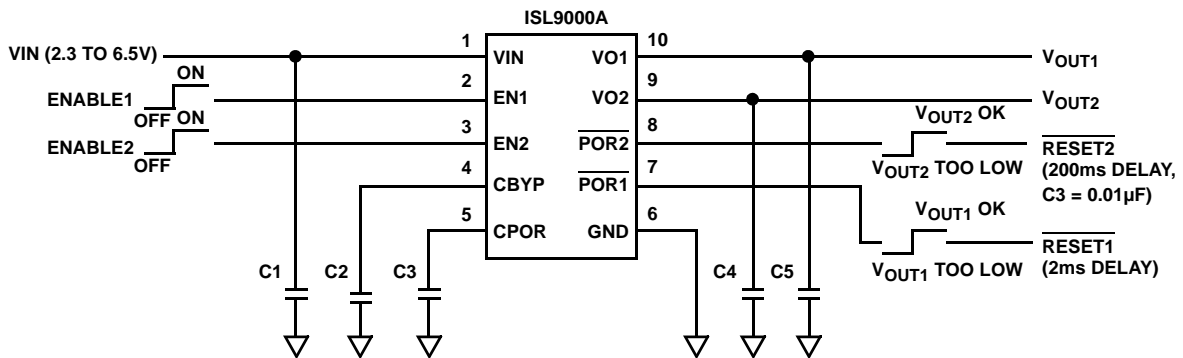 ISL9000A
VIN (2.3 TO 6.5V)
1
VIN
VO1
10
VOUT1
ON
ENABLE1
OFF
2
EN1
VO2
9
VOUT2
ON
ENABLE2
OFF
3
EN2
POR2
8
VOUT2 OK
VOUT2 TOO LOW
RESET2
(200ms DELAY,
C3 = 0.01µF)
4
CBYP
POR1
7
VOUT1 OK
VOUT1 TOO LOW
RESET1
(2ms DELAY)
5
CPOR
GND
6
C1
C2
C3
C4
C5